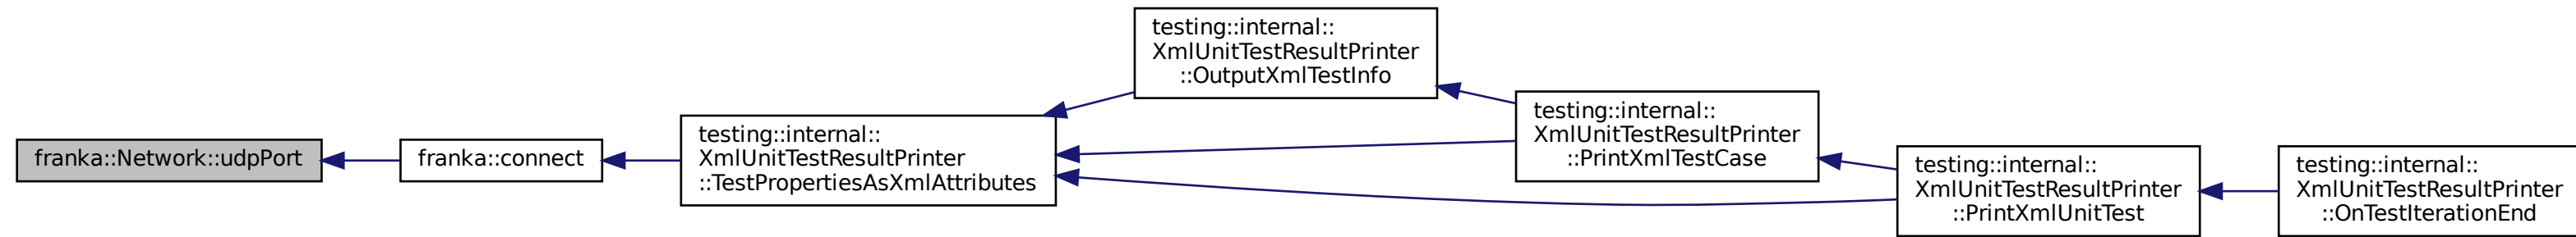 franka::Network::udpPort
franka::connect
testing::internal::
XmlUnitTestResultPrinter
::TestPropertiesAsXmlAttributes
testing::internal::
XmlUnitTestResultPrinter
::OutputXmlTestInfo
testing::internal::
XmlUnitTestResultPrinter
::PrintXmlTestCase
testing::internal::
XmlUnitTestResultPrinter
::PrintXmlUnitTest
testing::internal::
XmlUnitTestResultPrinter
::OnTestIterationEnd